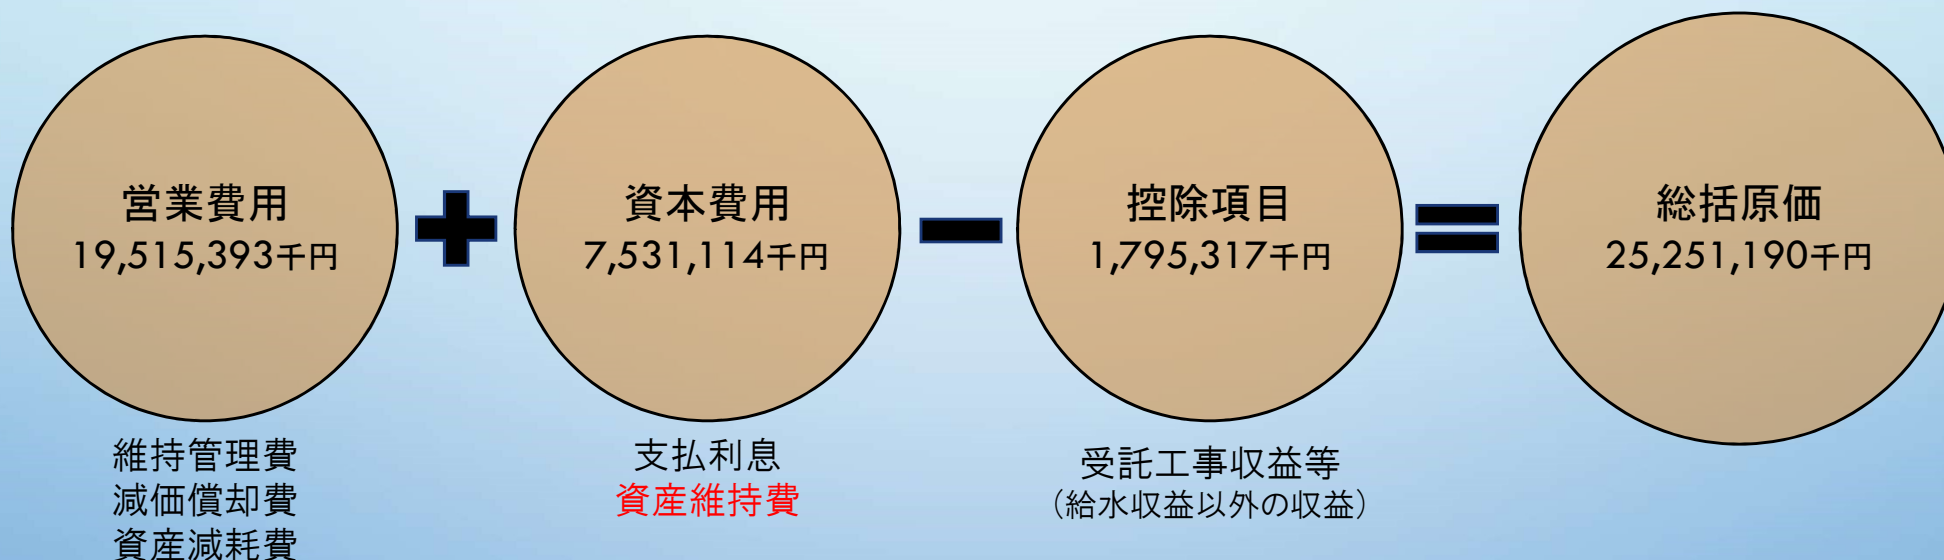 営業費用
19,515,393千円
資本費用
7,531,114千円
控除項目
1,795,317千円
総括原価
25,251,190千円
維持管理費
減価償却費
資産減耗費
支払利息
資産維持費
受託工事収益等
（給水収益以外の収益）